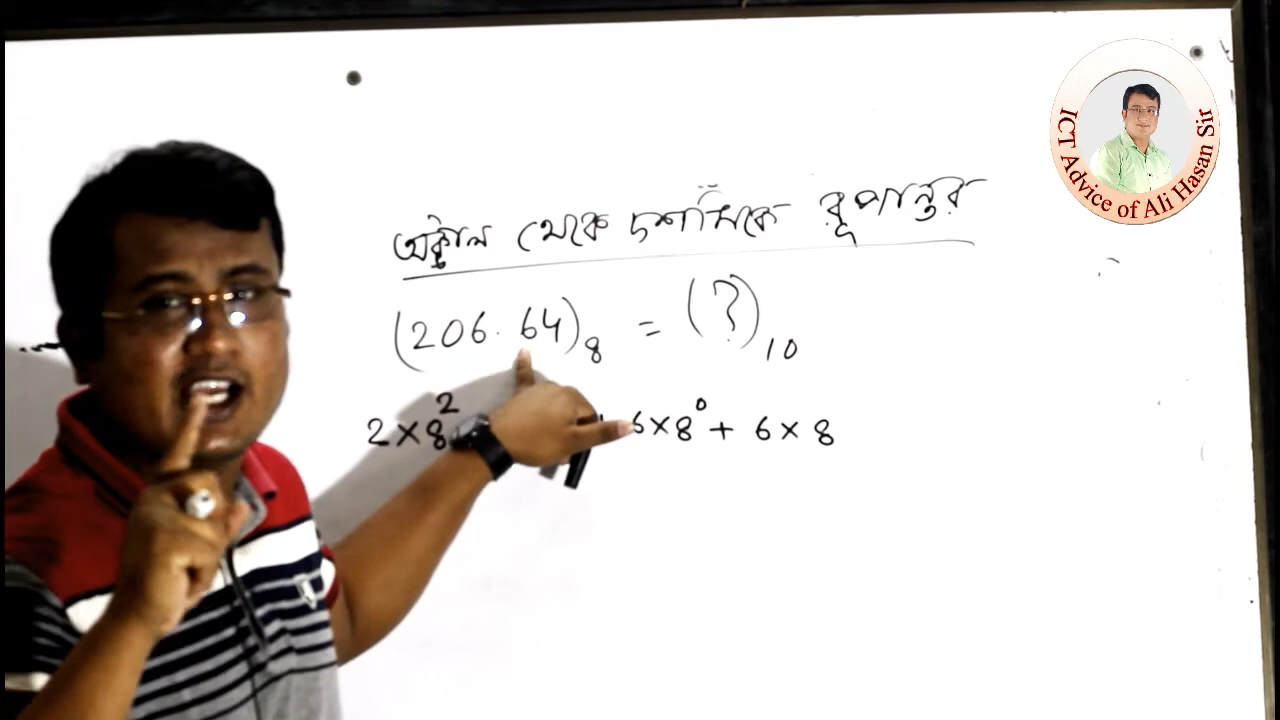 ICT Advice of Ali Hasan Sir
অক্টাল থেকে দশমিকে রূপান্তর
(206.64)₈ = (?)₁₀
2×8² + 6×8⁰ + 6×8